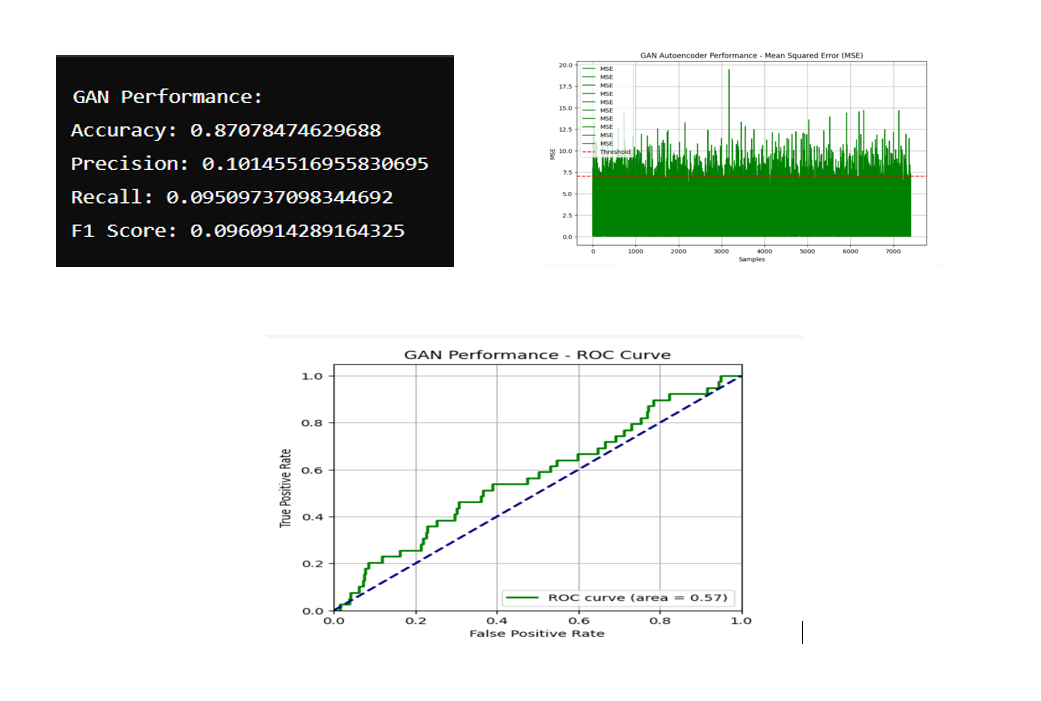 GAN Performance:
Accuracy: 0.87078474629688
Precision: 0.10145516955830695
Recall: 0.09509737098344692
F1 Score: 0.0960914289164325
GAN Autoencoder Performance - Mean Squared Error (MSE)
20.0
17.5
15.0
12.5
10.0
7.5
5.0
2.5
0.0
MSE
MSE
MSE
MSE
MSE
MSE
MSE
MSE
MSE
MSE
MSE
Threshold
0 1000 2000 3000 4000 5000 6000 7000
Samples
GAN Performance - ROC Curve
1.0
0.8
0.6
0.4
0.2
0.0
True Positive Rate
ROC curve (area = 0.57)
0.0 0.2 0.4 0.6 0.8 1.0
False Positive Rate